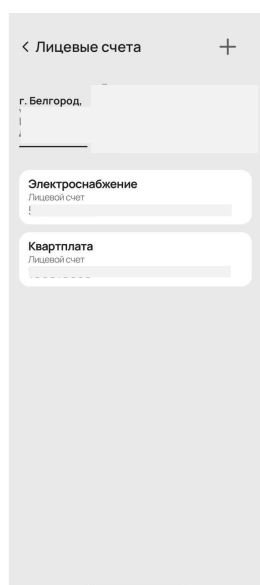 Лицевые счета
г. Белгород,
Электроснабжение
Лицевой счет
Квартплата
Лицевой счет